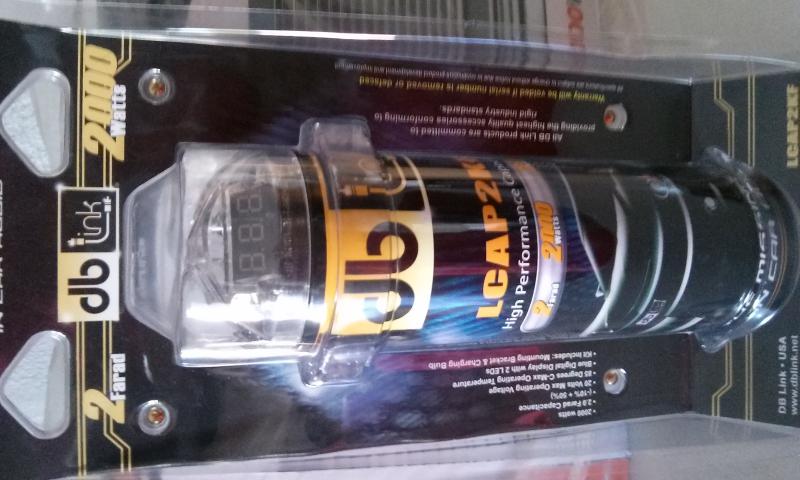 db Link
2 Farad
2000 Watts
db Link
LCAP2K
High Performance
2 Farad
2000 Watts
All DB Link products are committed to
providing the highest quality accessories conforming to
rigid industry standards.
Warranty will be voided if serial number is removed or defaced
• 2000 watts
• 2.0 Farad Capacitance
(-10% + 50%)
• 20 Volts Max Operating Voltage
• 85 Degrees C-Max Operating Temperature
• Blue Digital Display with 2 LEDs
• Kit Includes: Mounting Bracket & Charging Bulb
LCAP2KF
DB Link • USA
www.dblink.net